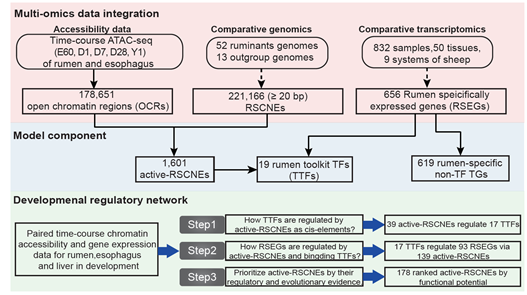 Multi-omics data integration
Accessibility data
Time-course ATAC-seq
(E60, D1, D7, D28, Y1)
of rumen and esophagus
Comparative genomics
52 ruminants genomes
13 outgroup genomes
Comparative transcriptomics
832 samples,50 tissues,
9 systems of sheep
178,651
open chromatin regions (OCRs)
221,166 (≥ 20 bp)
RSCNEs
656 Rumen speicifically
expressed genes (RSEGs)
Model component
1,601
active-RSCNEs
19 rumen toolkit TFs
(TTFs)
619 rumen-specific
non-TF TGs
Developmenal regulatory network
Paired time-course chromatin
accessibility and gene expression
data for rumen,esophagus
and liver in development
Step1
How TTFs are regulated by
active-RSCNEs as cis-elements?
39 active-RSCNEs regulate 17 TTFs
Step2
How RSEGs are regulated by
active-RSCNEs and bingding TTFs?
17 TTFs regulate 93 RSEGs via
139 active-RSCNEs
Step3
Prioritize active-RSCNEs by their
regulatory and evolutionary evidence
178 ranked active-RSCNEs by
functional potential